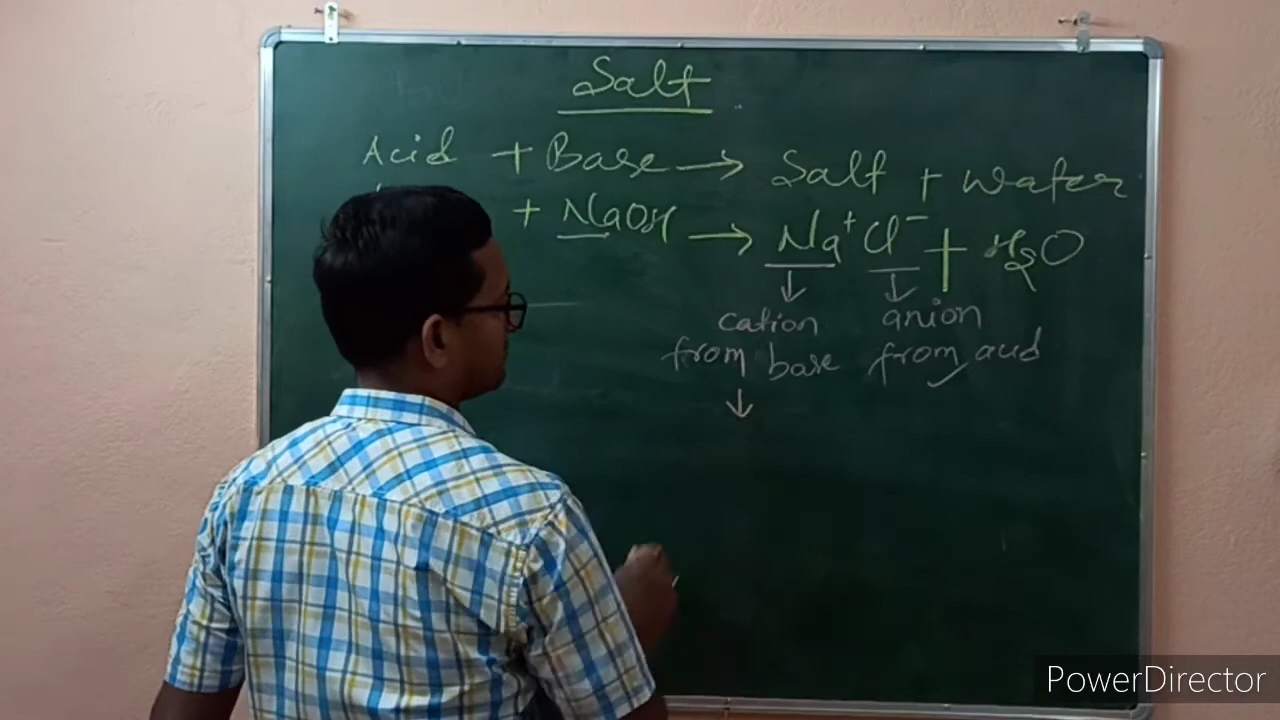 Salt
Acid + Base → Salt + Water
+ NaOH → Na⁺Cl⁻ + H₂O
↓ ↓
cation anion
from base from acid
↓
PowerDirector